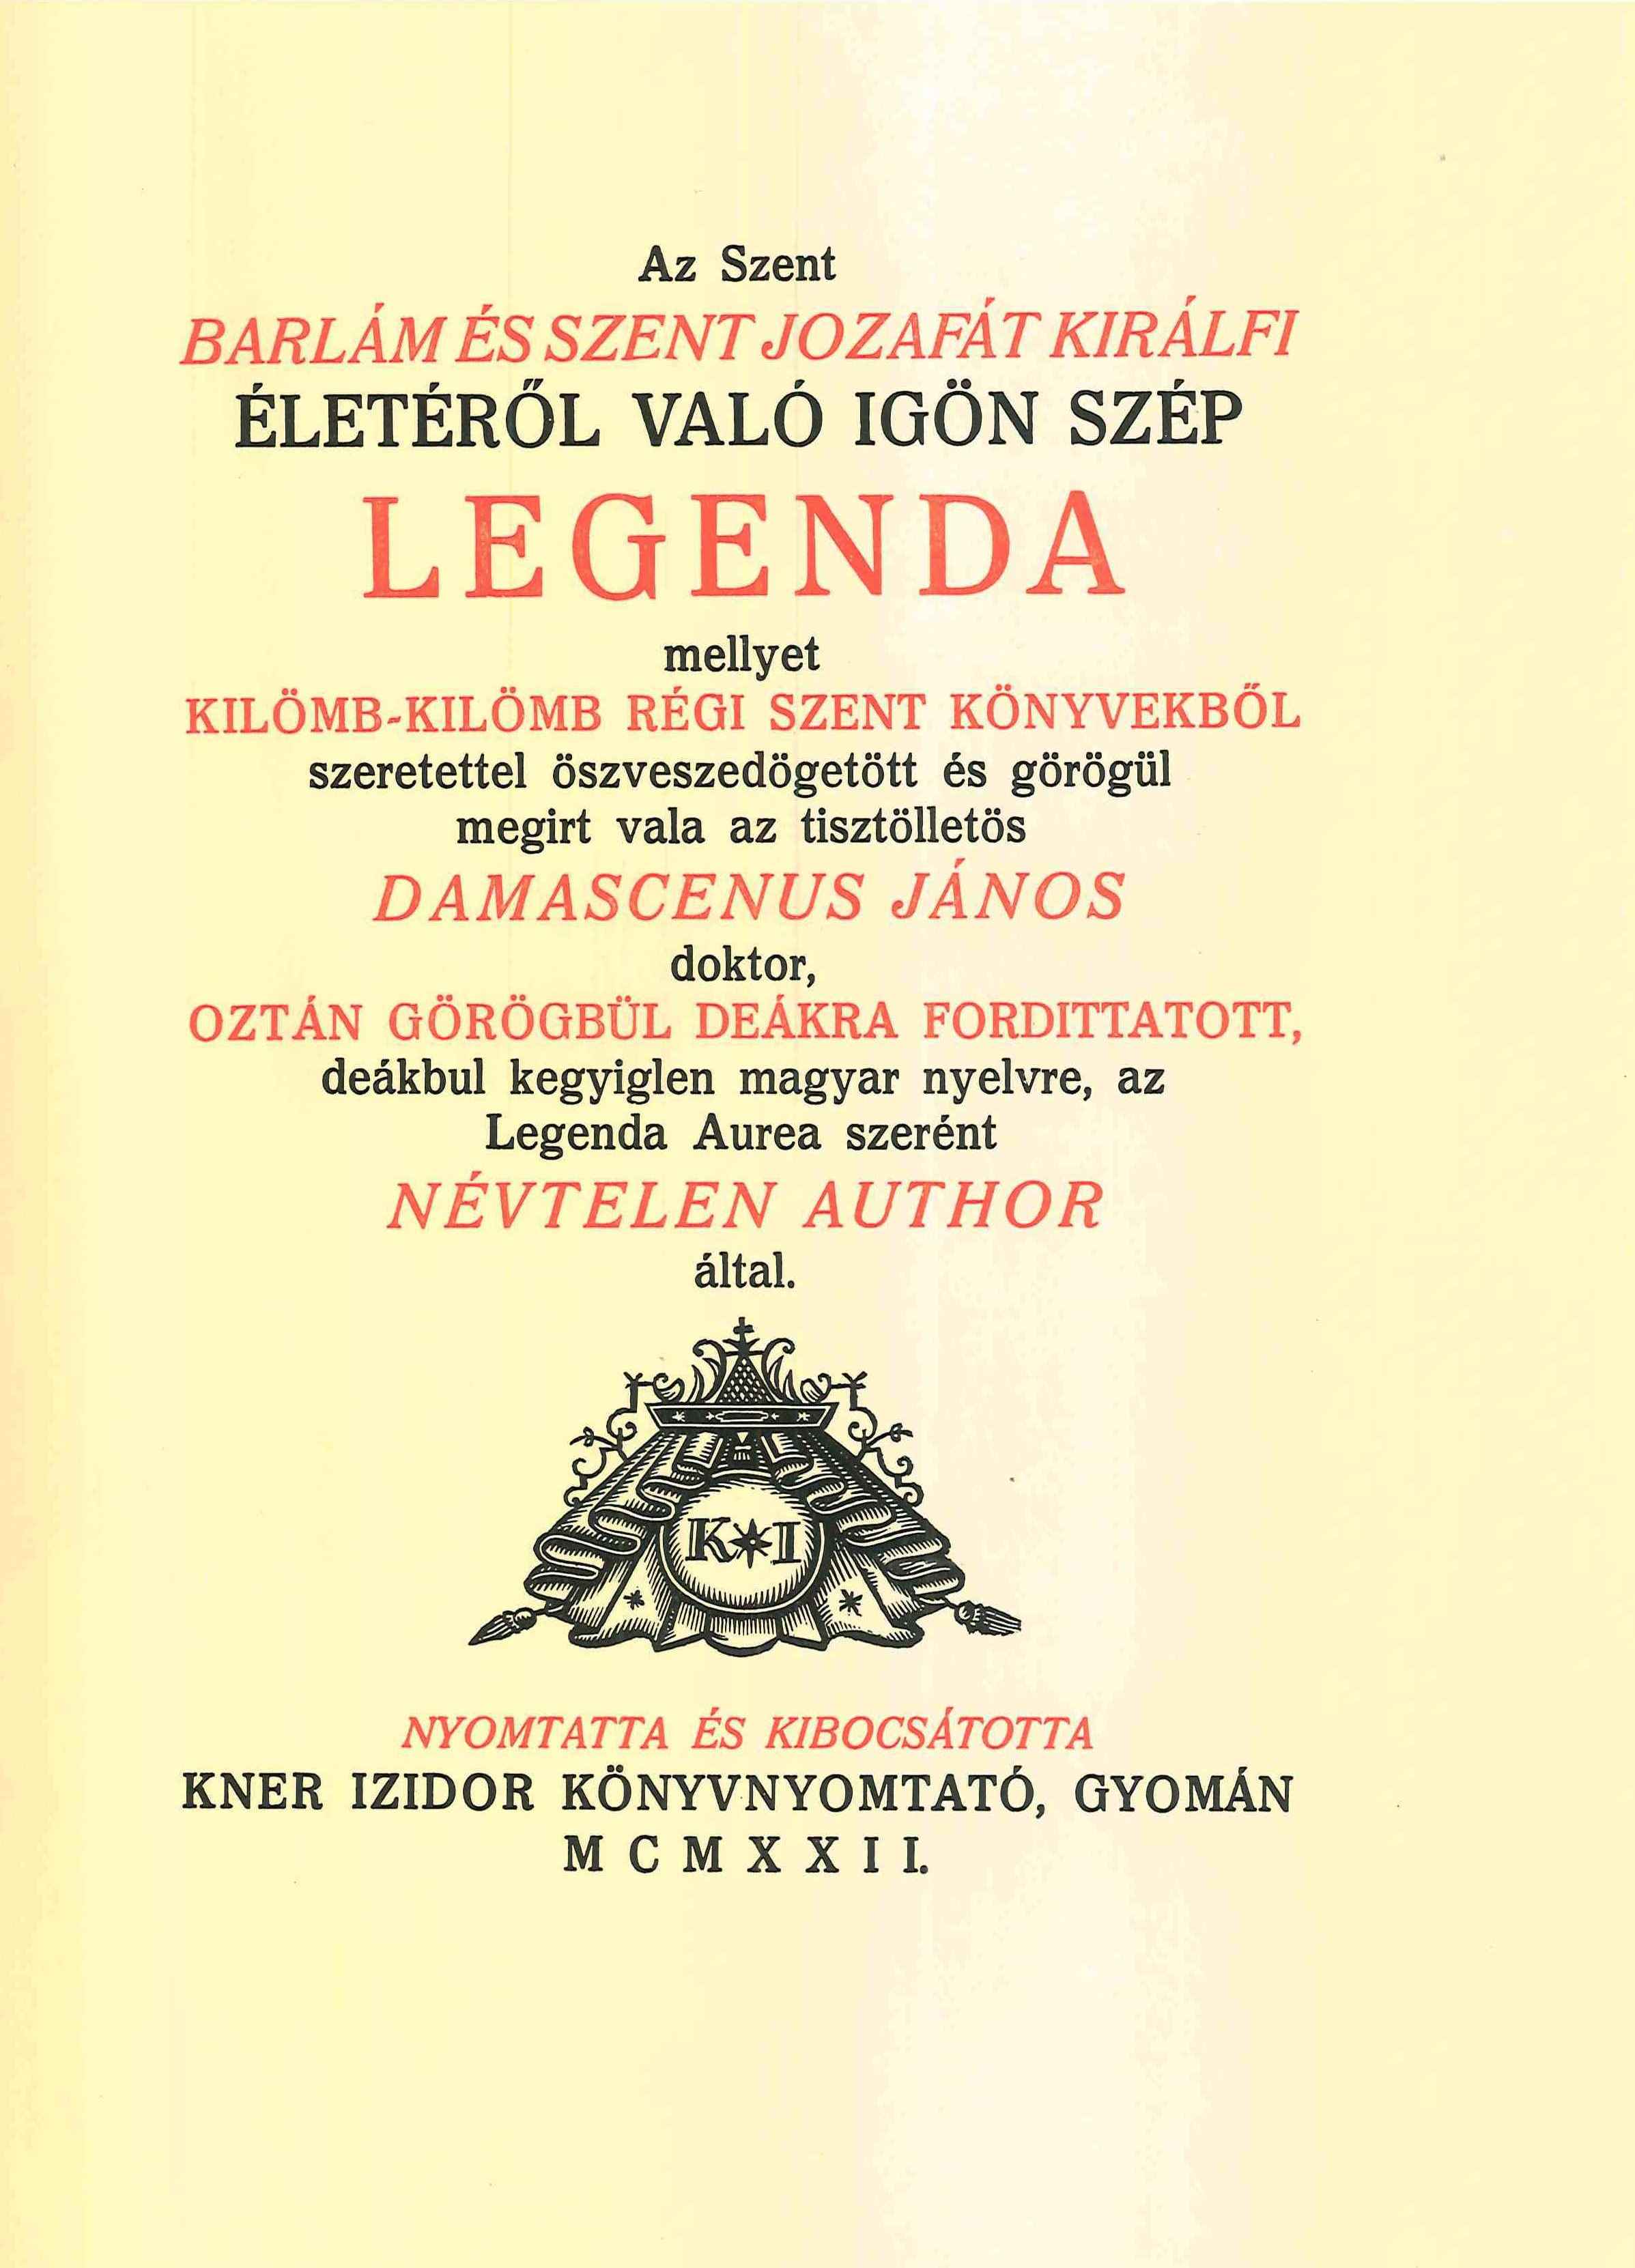 Az Szent
BARLÁM ÉS SZENT JOZAFÁT KIRÁLFI
ÉLETÉRŐL VALÓ IGÖN SZÉP
LEGENDA
mellyet
KILÖMB-KILÖMB RÉGI SZENT KÖNYVEKBŐL
szeretettel öszveszedögetött és görögül
megirt vala az tisztölletös
DAMASCENUS JÁNOS
doktor,
OZTÁN GÖRÖGBÜL DEÁKRA FORDITTATOTT,
deákbul kegyiglen magyar nyelvre, az
Legenda Aurea szerént
NÉVTELEN AUTHOR
által.
K*I
NYOMTATTA ÉS KIBOCSÁTOTTA
KNER IZIDOR KÖNYVNYOMTATÓ, GYOMÁN
MCMXXII.